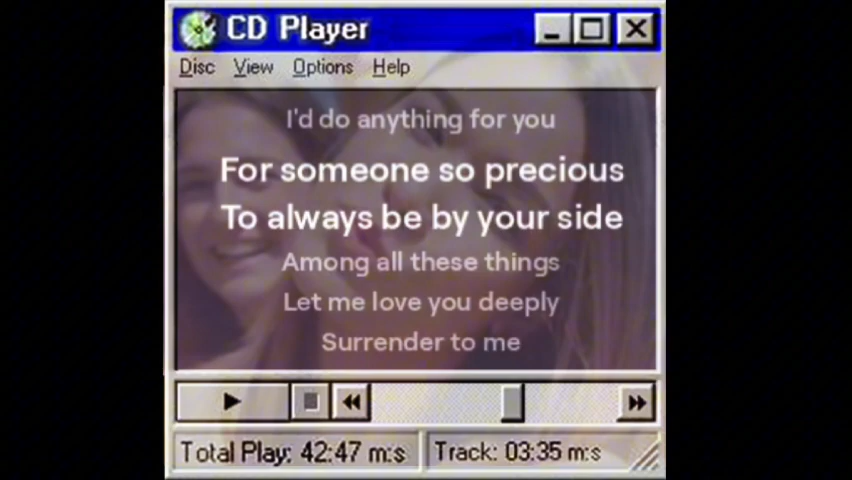 CD Player
Disc View Options Help
I'd do anything for you
For someone so precious
To always be by your side
Among all these things
Let me love you deeply
Surrender to me
Total Play: 42:47 m:s Track: 03:35 m:s